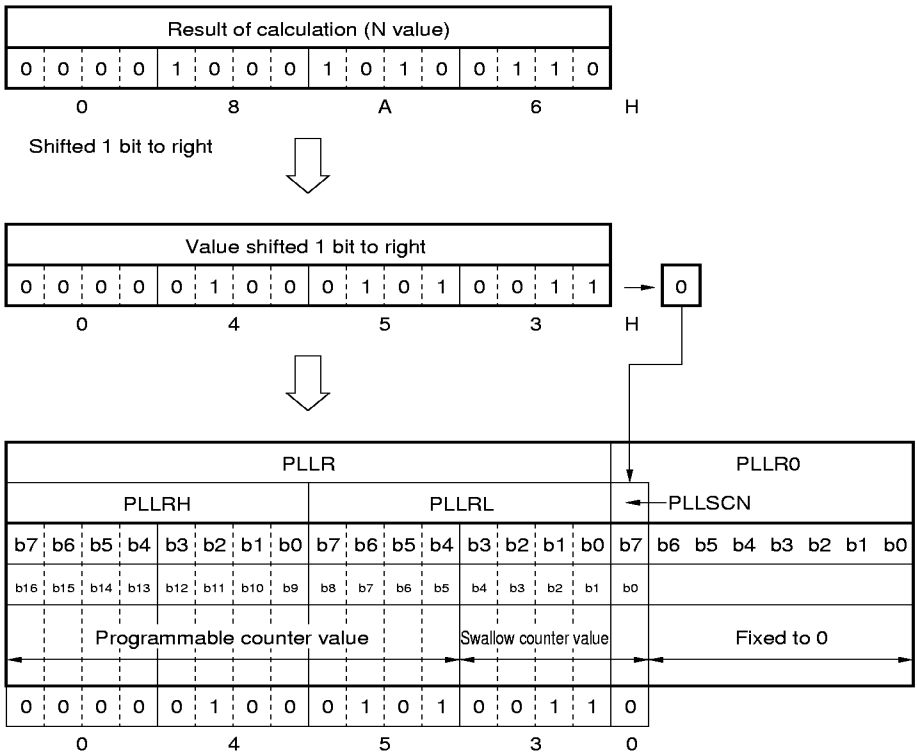 Result of calculation (N value)
0 0 0 0 1 0 0 0 1 0 1 0 0 1 1 0
0 8 A 6 H
Shifted 1 bit to right
Value shifted 1 bit to right
0 0 0 0 0 1 0 0 0 1 0 1 0 0 1 1 0
0 4 5 3 H
PLLR PLLR0
PLLRH PLLRL PLLSCN
b7 b6 b5 b4 b3 b2 b1 b0 b7 b6 b5 b4 b3 b2 b1 b0 b7 b6 b5 b4 b3 b2 b1 b0
b16 b15 b14 b13 b12 b11 b10 b9 b8 b7 b6 b5 b4 b3 b2 b1 b0
Programmable counter value Swallow counter value Fixed to 0
0 0 0 0 0 1 0 0 0 1 0 1 0 0 1 1 0
0 4 5 3 0